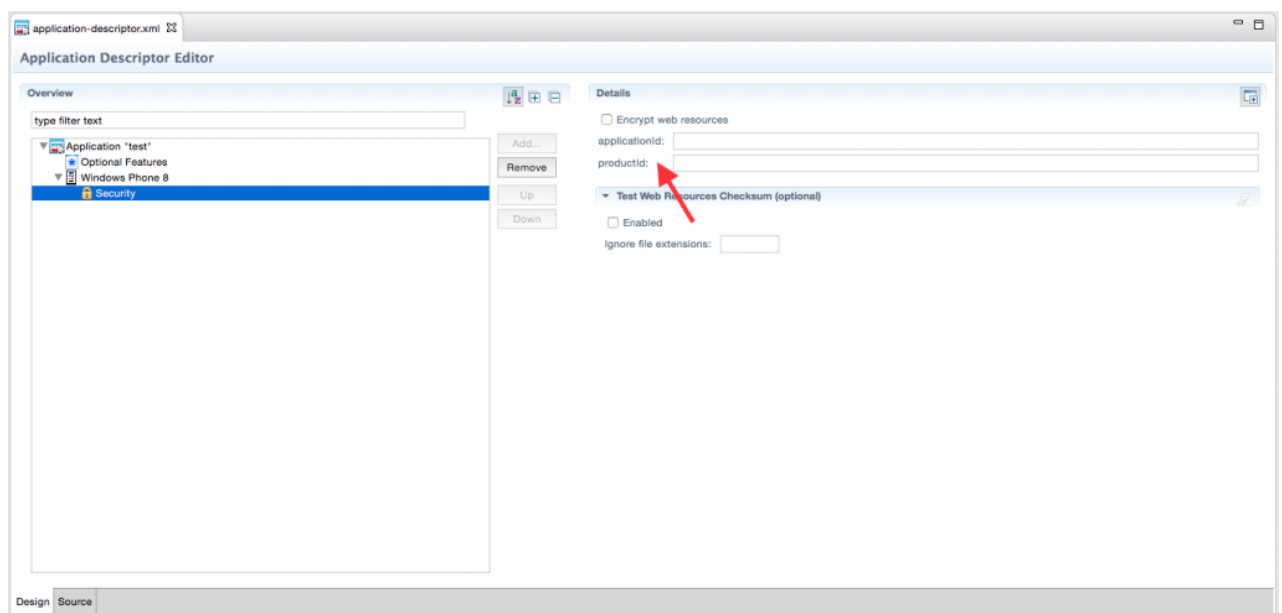 application-descriptor.xml
Application Descriptor Editor
Overview
type filter text
Application "test"
Optional Features
Windows Phone 8
Security
Add...
Remove
Up
Down
Details
Encrypt web resources
applicationId:
productId:
Test Web Resources Checksum (optional)
Enabled
Ignore file extensions:
Design Source